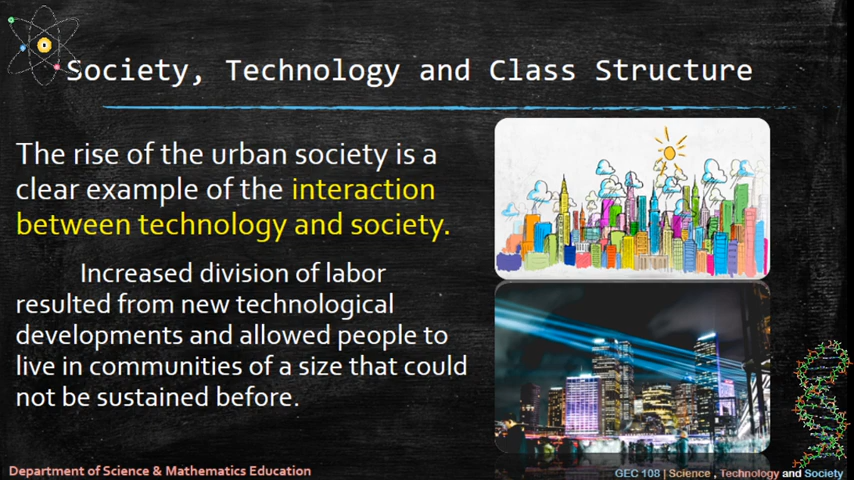 Society, Technology and Class Structure
The rise of the urban society is a
clear example of the interaction
between technology and society.
Increased division of labor
resulted from new technological
developments and allowed people to
live in communities of a size that could
not be sustained before.
Department of Science & Mathematics Education
GEC 108 | Science , Technology and Society